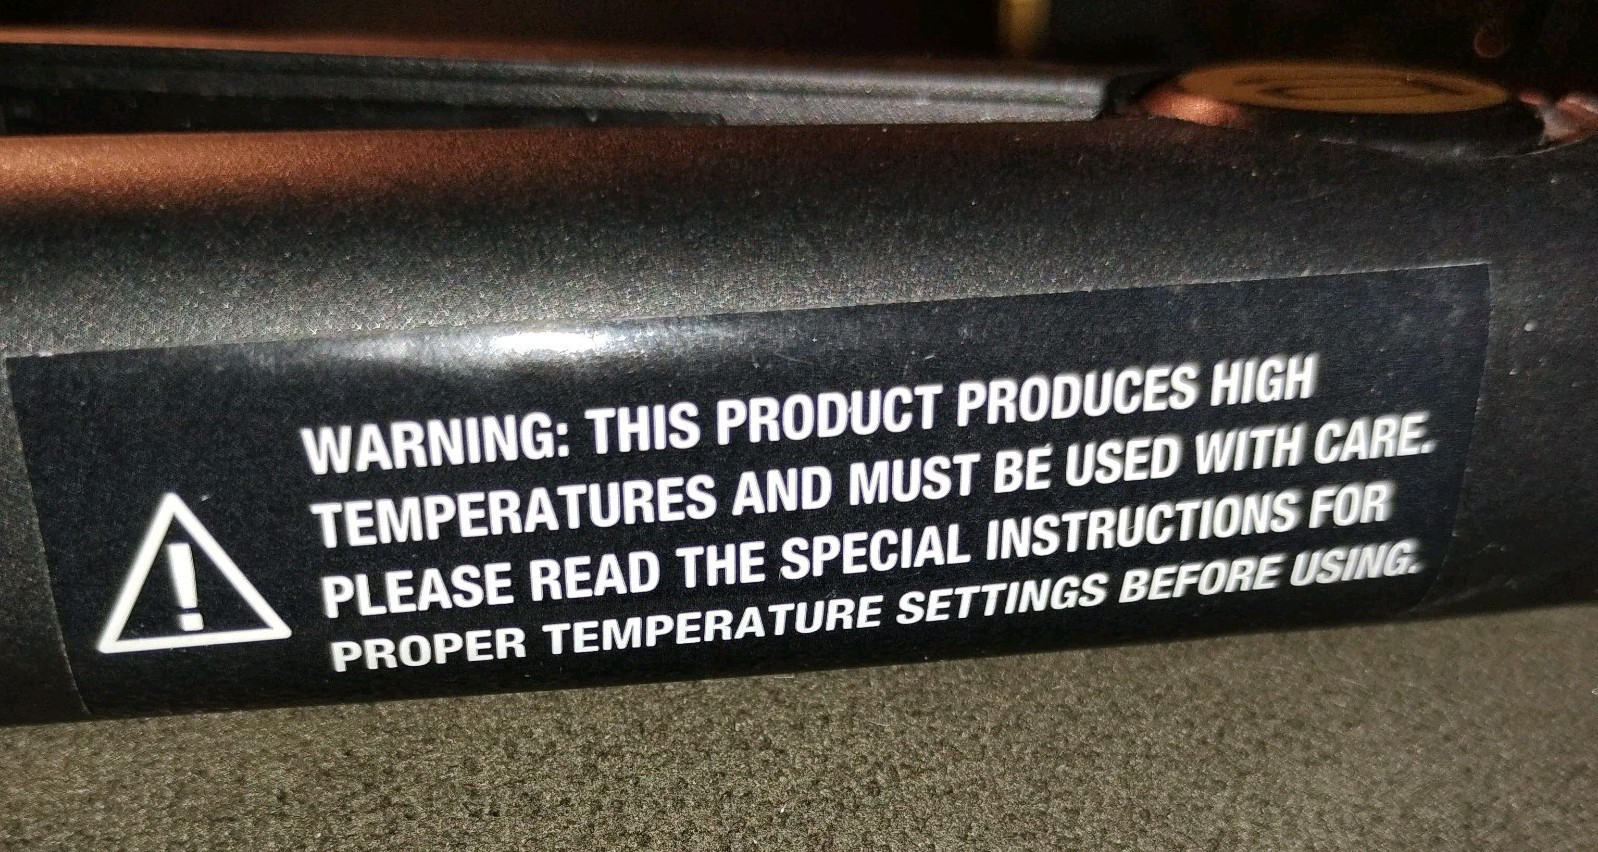 WARNING: THIS PRODUCT PRODUCES HIGH
TEMPERATURES AND MUST BE USED WITH CARE.
PLEASE READ THE SPECIAL INSTRUCTIONS FOR
PROPER TEMPERATURE SETTINGS BEFORE USING.